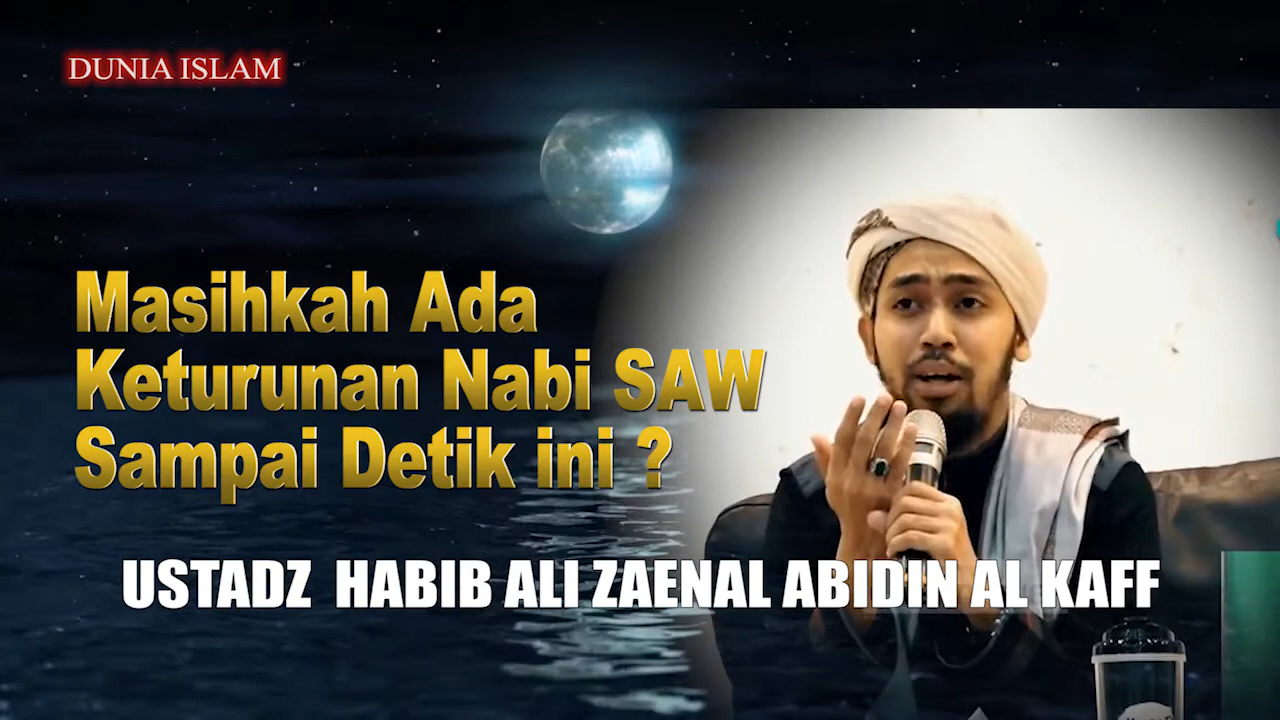 DUNIA ISLAM
Masihkah Ada
Keturunan Nabi SAW
Sampai Detik ini ?
USTADZ HABIB ALI ZAENAL ABIDIN AL KAFF